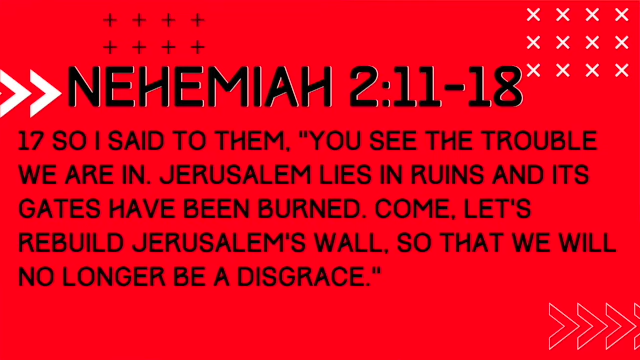 NEHEMIAH 2:11-18
17 SO I SAID TO THEM, "YOU SEE THE TROUBLE
WE ARE IN. JERUSALEM LIES IN RUINS AND ITS
GATES HAVE BEEN BURNED. COME, LET'S
REBUILD JERUSALEM'S WALL, SO THAT WE WILL
NO LONGER BE A DISGRACE."